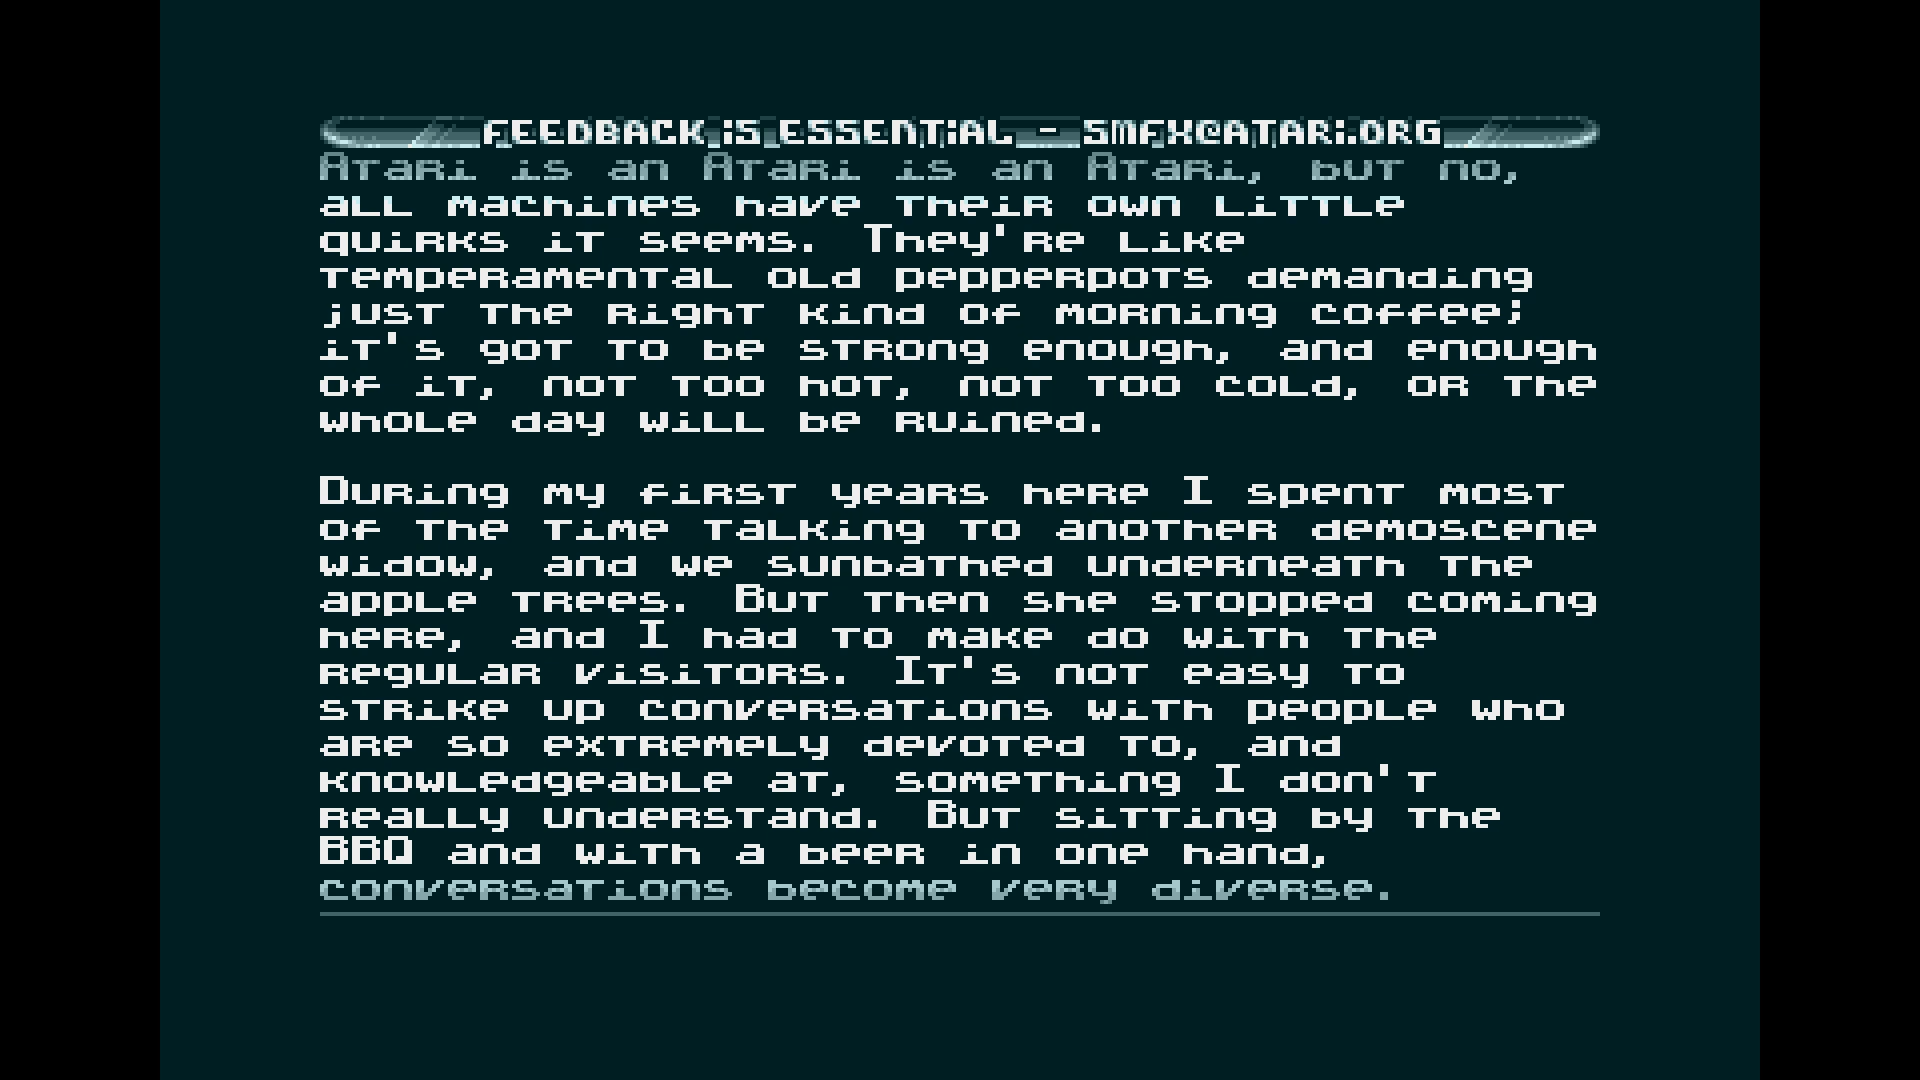 FEEDBACK IS ESSENTIAL - SMFX@ATARI.ORG
Atari is an Atari is an Atari, but no,
all machines have their own little
quirks it seems. They're like
temperamental old pepperpots demanding
just the right kind of morning coffee;
it's got to be strong enough, and enough
of it, not too hot, not too cold, or the
whole day will be ruined.
During my first years here I spent most
of the time talking to another demoscene
widow, and we sunbathed underneath the
apple trees. But then she stopped coming
here, and I had to make do with the
regular visitors. It's not easy to
strike up conversations with people who
are so extremely devoted to, and
knowledgeable at, something I don't
really understand. But sitting by the
BBQ and with a beer in one hand,
conversations become very diverse.